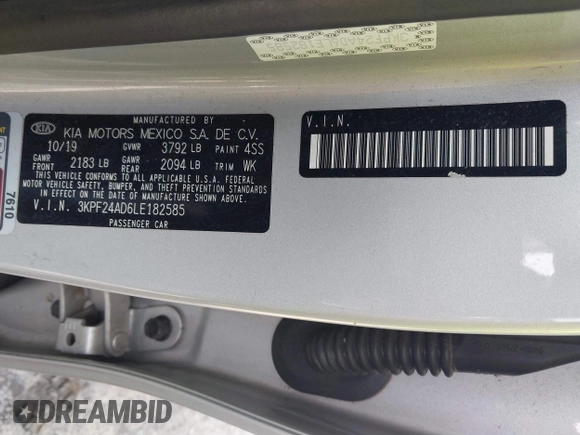 MANUFACTURED BY
KIA KIA MOTORS MEXICO S.A. DE C.V.
10/19 GVWR 3792 LB PAINT 4SS
GAWR FRONT 2183 LB GAWR REAR 2094 LB TRIM WK
THIS VEHICLE CONFORMS TO ALL APPLICABLE U.S.A. FEDERAL
MOTOR VEHICLE SAFETY, BUMPER, AND THEFT PREVENTION STANDARDS
IN EFFECT ON THE DATE OF MANUFACTURE SHOWN ABOVE.
V.I.N. 3KPF24AD6LE182585
PASSENGER CAR
V.I.N.
7610
DREAMBID